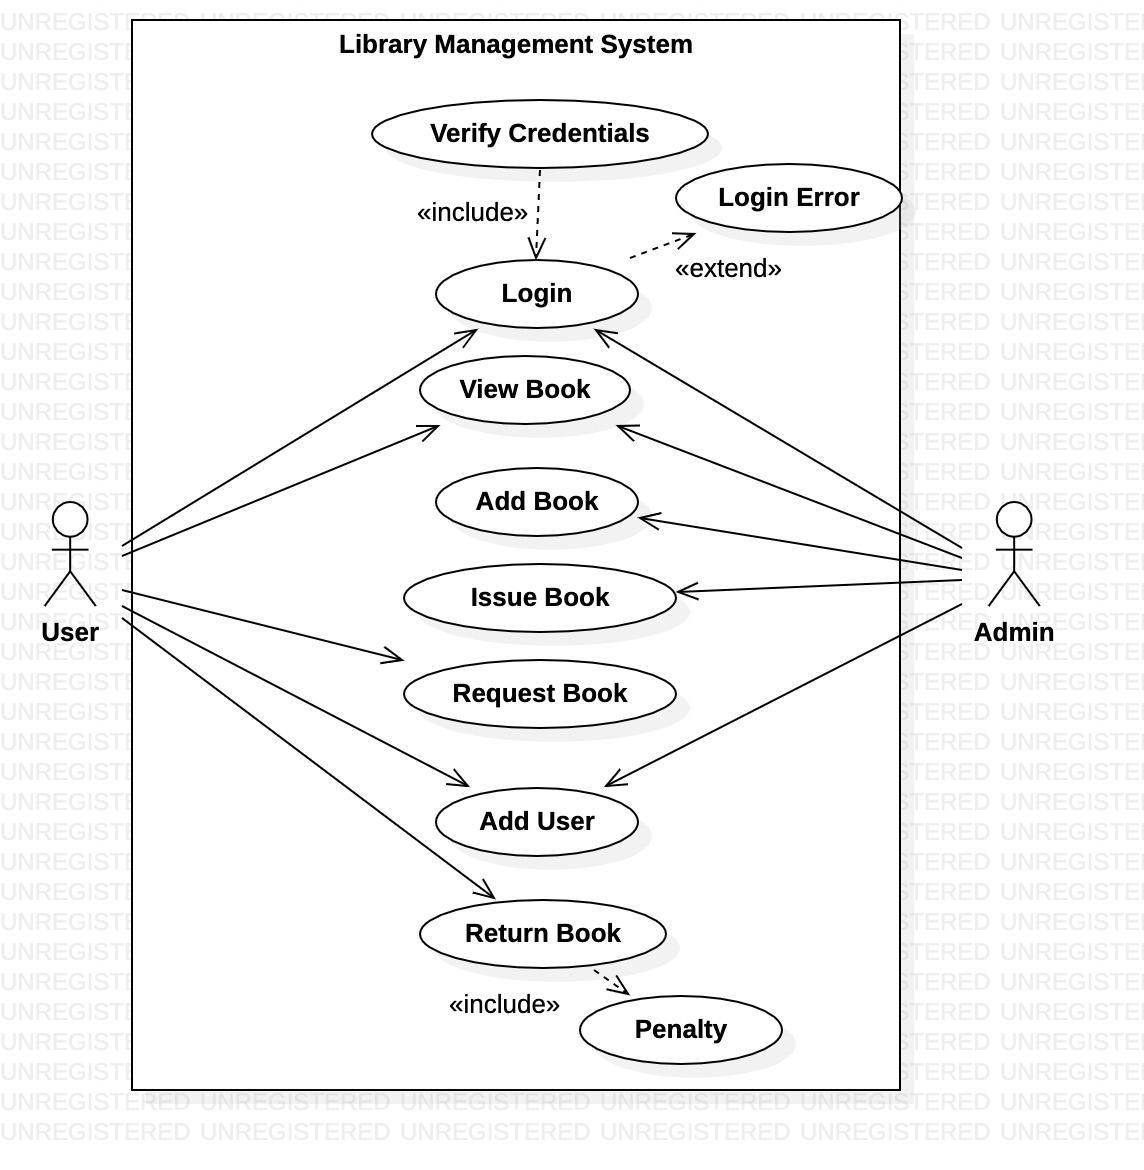 Library Management System
Verify Credentials
Login Error
«include»
«extend»
Login
View Book
Add Book
Issue Book
User
Admin
Request Book
Add User
Return Book
«include»
Penalty
UNREGISTERED UNREGISTERED UNREGISTERED UNREGISTERED UNREGISTERED